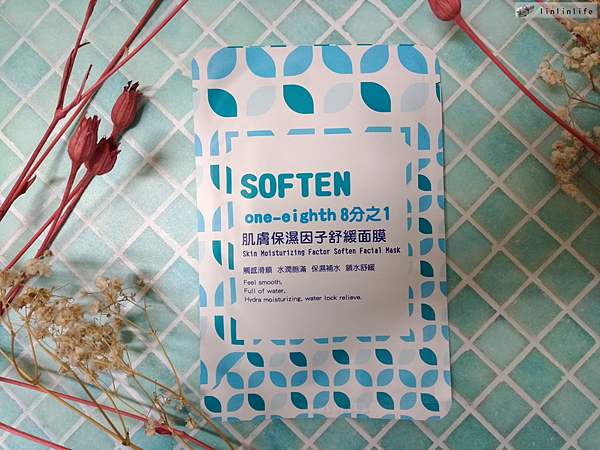 linlinlife
SOFTEN
one-eighth 8分之1
肌膚保濕因子舒緩面膜
Skin Moisturizing Factor Soften Facial Mask
觸感滑順 水潤飽滿 保濕補水 鎖水舒緩
Feel smooth,
Full of water,
Hydra moisturizing, water lock relieve.